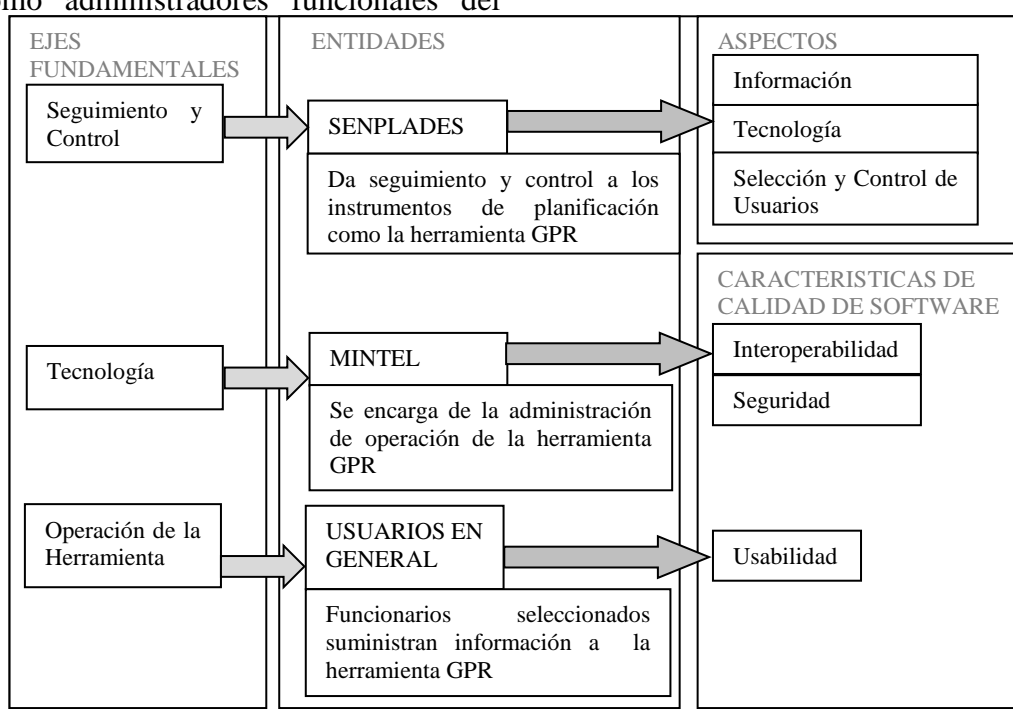 omo administradores funcionales del
EJES
FUNDAMENTALES
Seguimiento y
Control
Tecnología
Operación de la
Herramienta
ENTIDADES
SENPLADES
Da seguimiento y control a los
instrumentos de planificación
como la herramienta GPR
MINTEL
Se encarga de la administración
de operación de la herramienta
GPR
USUARIOS EN
GENERAL
Funcionarios seleccionados
suministran información a la
herramienta GPR
ASPECTOS
Información
Tecnología
Selección y Control de
Usuarios
CARACTERISTICAS DE
CALIDAD DE SOFTWARE
Interoperabilidad
Seguridad
Usabilidad